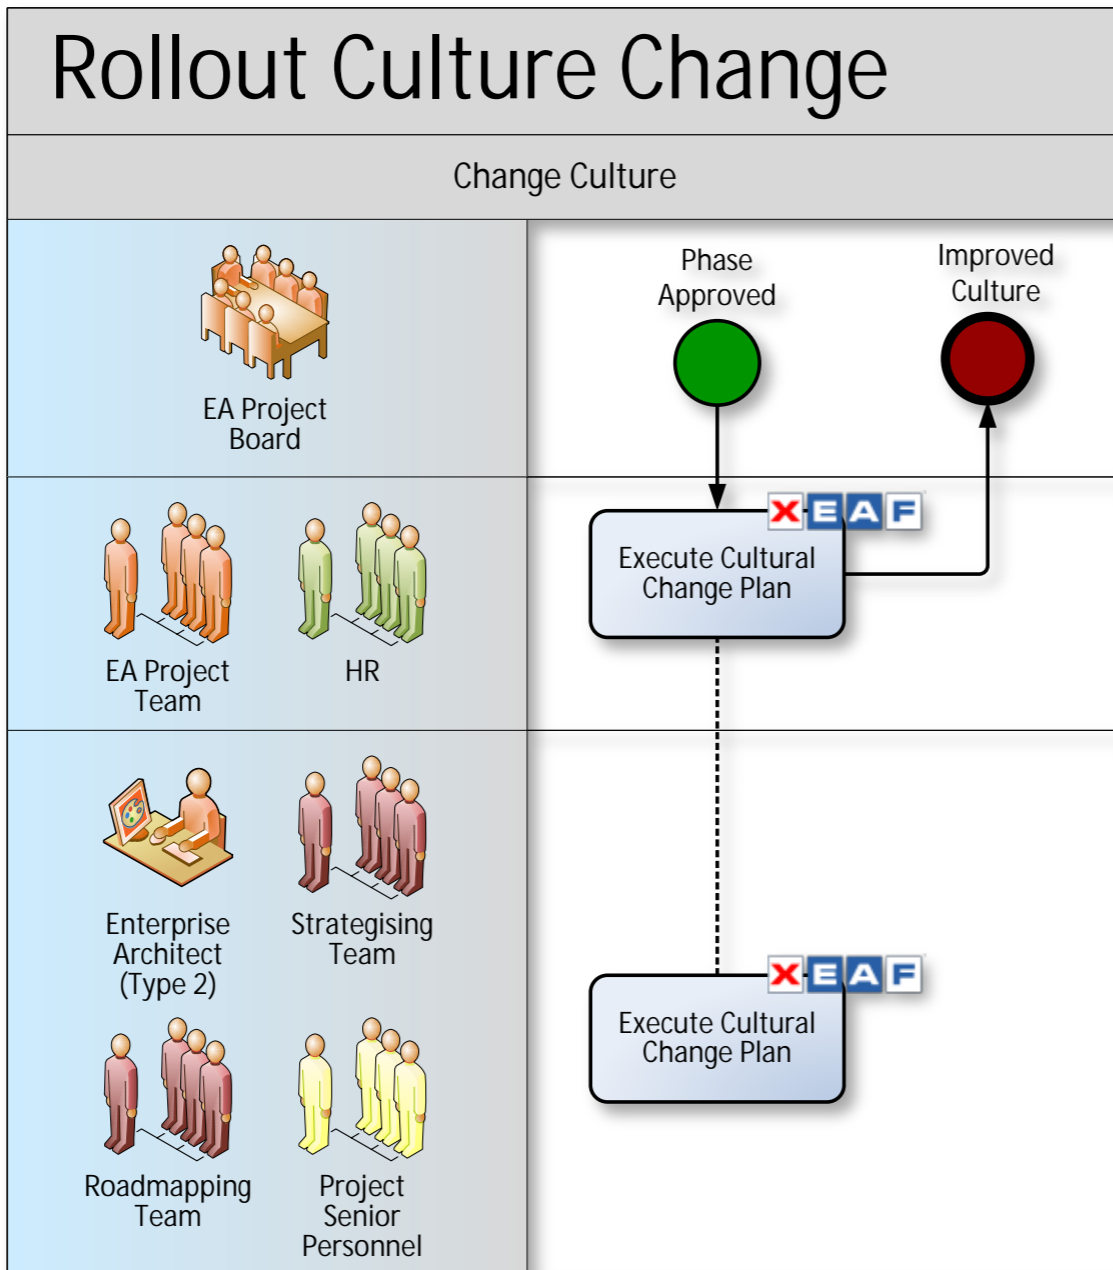 Rollout Culture Change
Change Culture
EA Project
Board
Phase
Approved
Improved
Culture
EA Project
Team
HR
XEAF
Execute Cultural
Change Plan
Enterprise
Architect
(Type 2)
Strategising
Team
Roadmapping
Team
Project
Senior
Personnel
XEAF
Execute Cultural
Change Plan